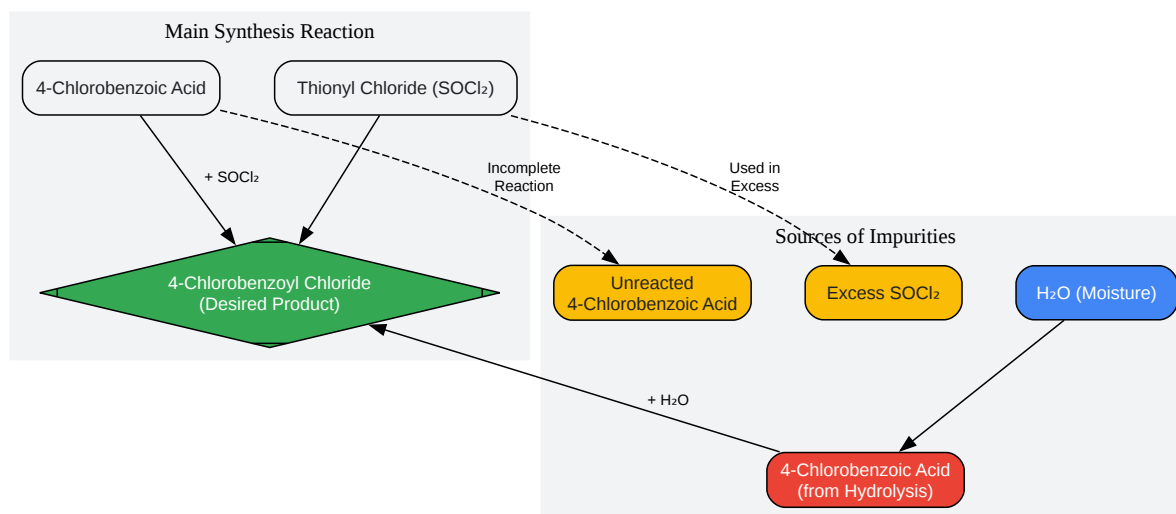 Main Synthesis Reaction
4-Chlorobenzoic Acid
Thionyl Chloride (SOCl₂)
+ SOCl₂
Incomplete
Reaction
Used in
Excess
4-Chlorobenzoyl Chloride
(Desired Product)
Sources of Impurities
Unreacted
4-Chlorobenzoic Acid
Excess SOCl₂
H₂O (Moisture)
+ H₂O
4-Chlorobenzoic Acid
(from Hydrolysis)